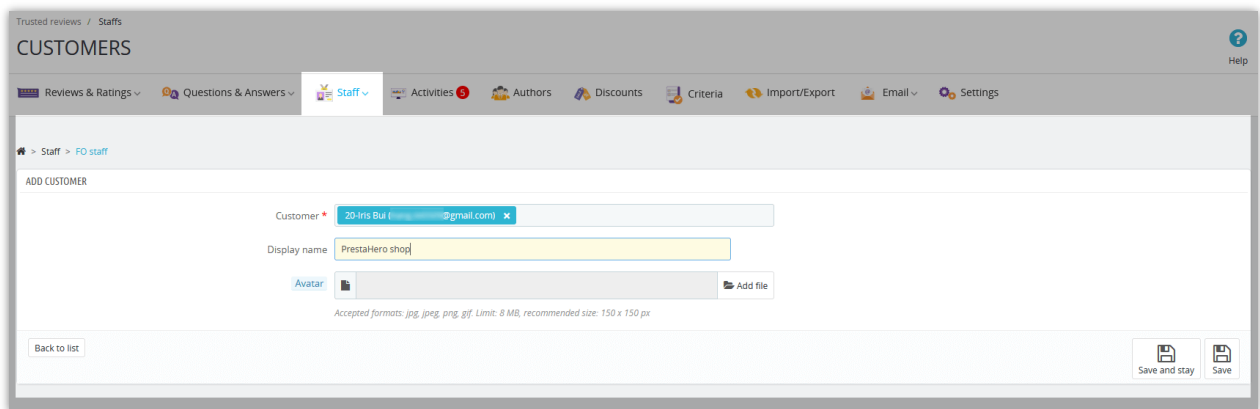 Trusted reviews / Staffs
CUSTOMERS
Help
Reviews & Ratings Questions & Answers Staff Activities 5 Authors Discounts Criteria Import/Export Email Settings
> Staff > FO staff
ADD CUSTOMER
Customer * 20-Iris Bui ( @gmail.com) ×
Display name PrestaHero shop
Avatar Add file
Accepted formats: jpg, jpeg, png, gif. Limit: 8 MB, recommended size: 150 x 150 px
Back to list Save and stay Save